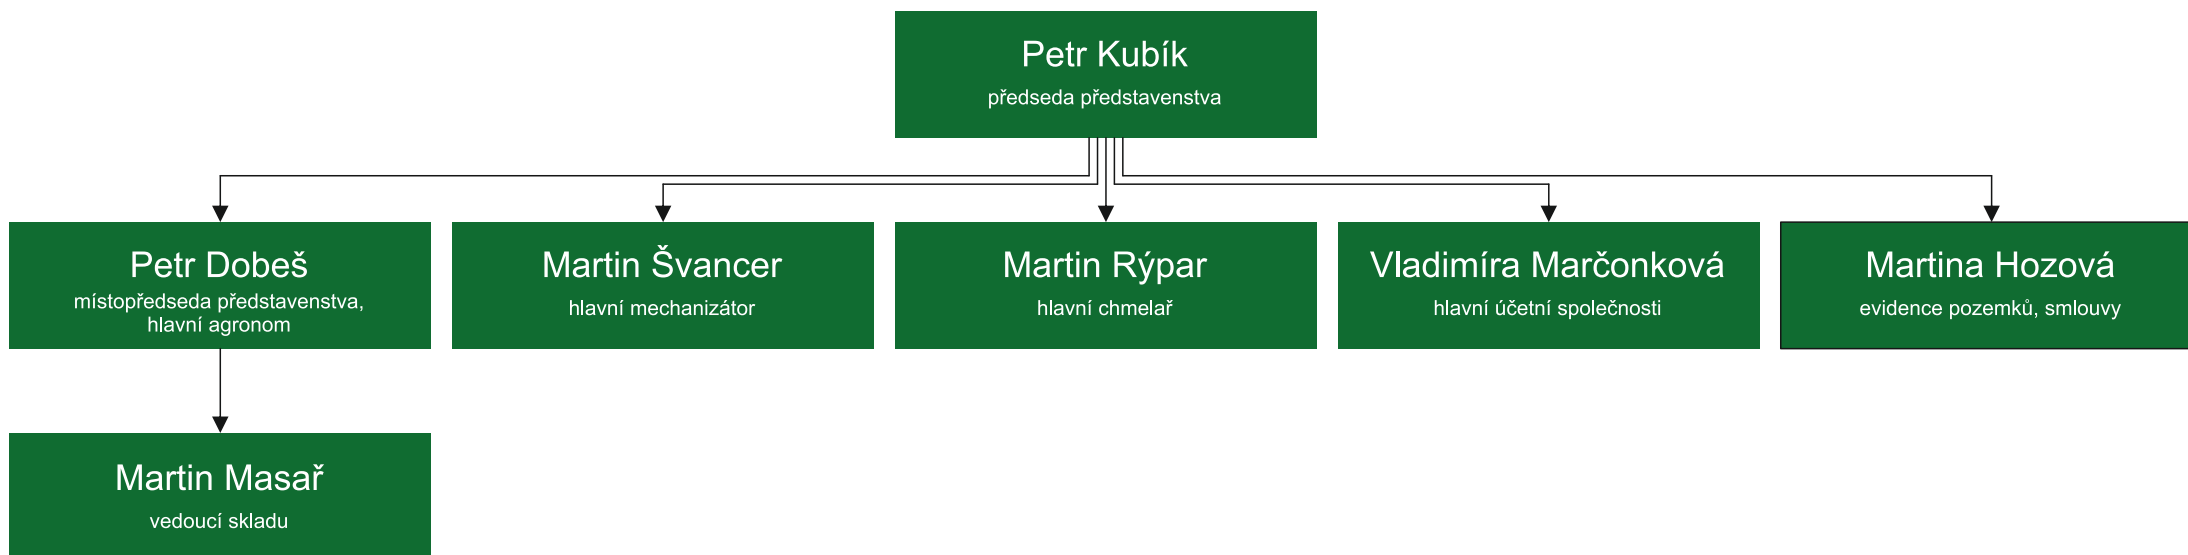 Petr Kubík
předseda představenstva
Petr Dobeš
místopředseda představenstva,
hlavní agronom
Martin Švancer
hlavní mechanizátor
Martin Rýpar
hlavní chmelař
Vladimíra Marčonková
hlavní účetní společnosti
Martina Hozová
evidence pozemků, smlouvy
Martin Masař
vedoucí skladu